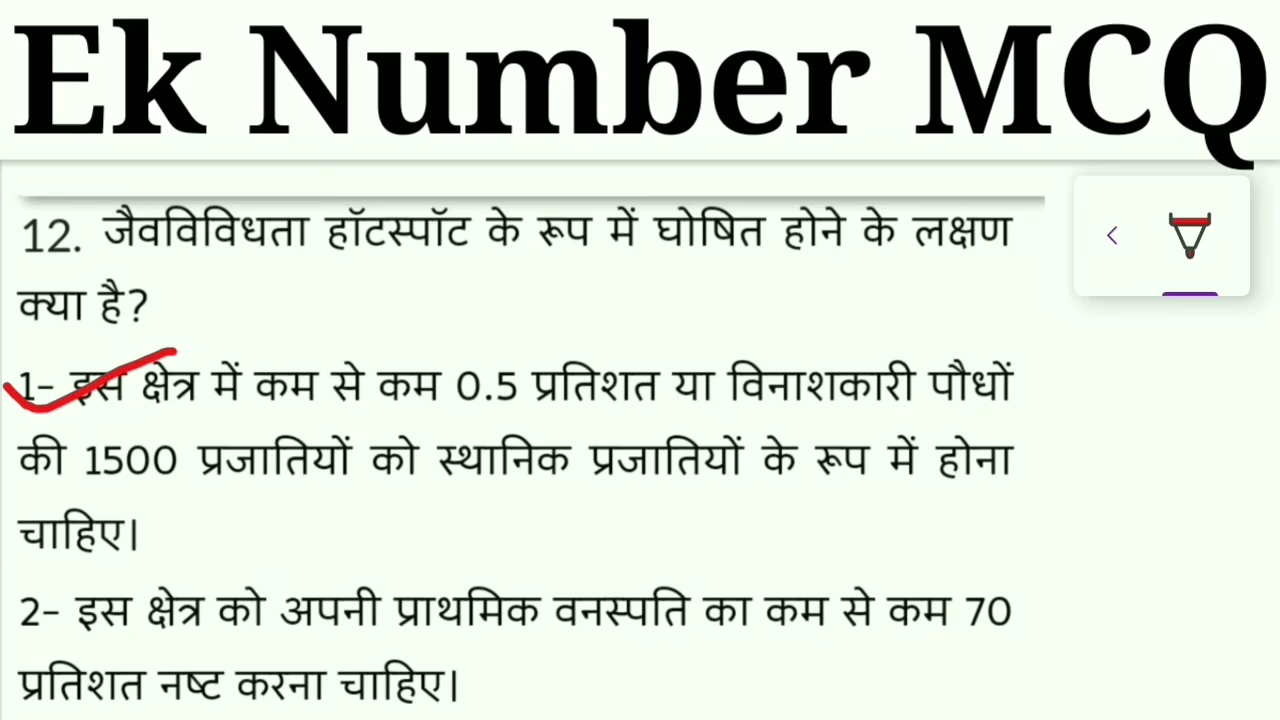 Ek Number MCQ
12. जैवविविधता हॉटस्पॉट के रूप में घोषित होने के लक्षण
क्या है?
1- इस क्षेत्र में कम से कम 0.5 प्रतिशत या विनाशकारी पौधों
की 1500 प्रजातियों को स्थानिक प्रजातियों के रूप में होना
चाहिए।
2- इस क्षेत्र को अपनी प्राथमिक वनस्पति का कम से कम 70
प्रतिशत नष्ट करना चाहिए।